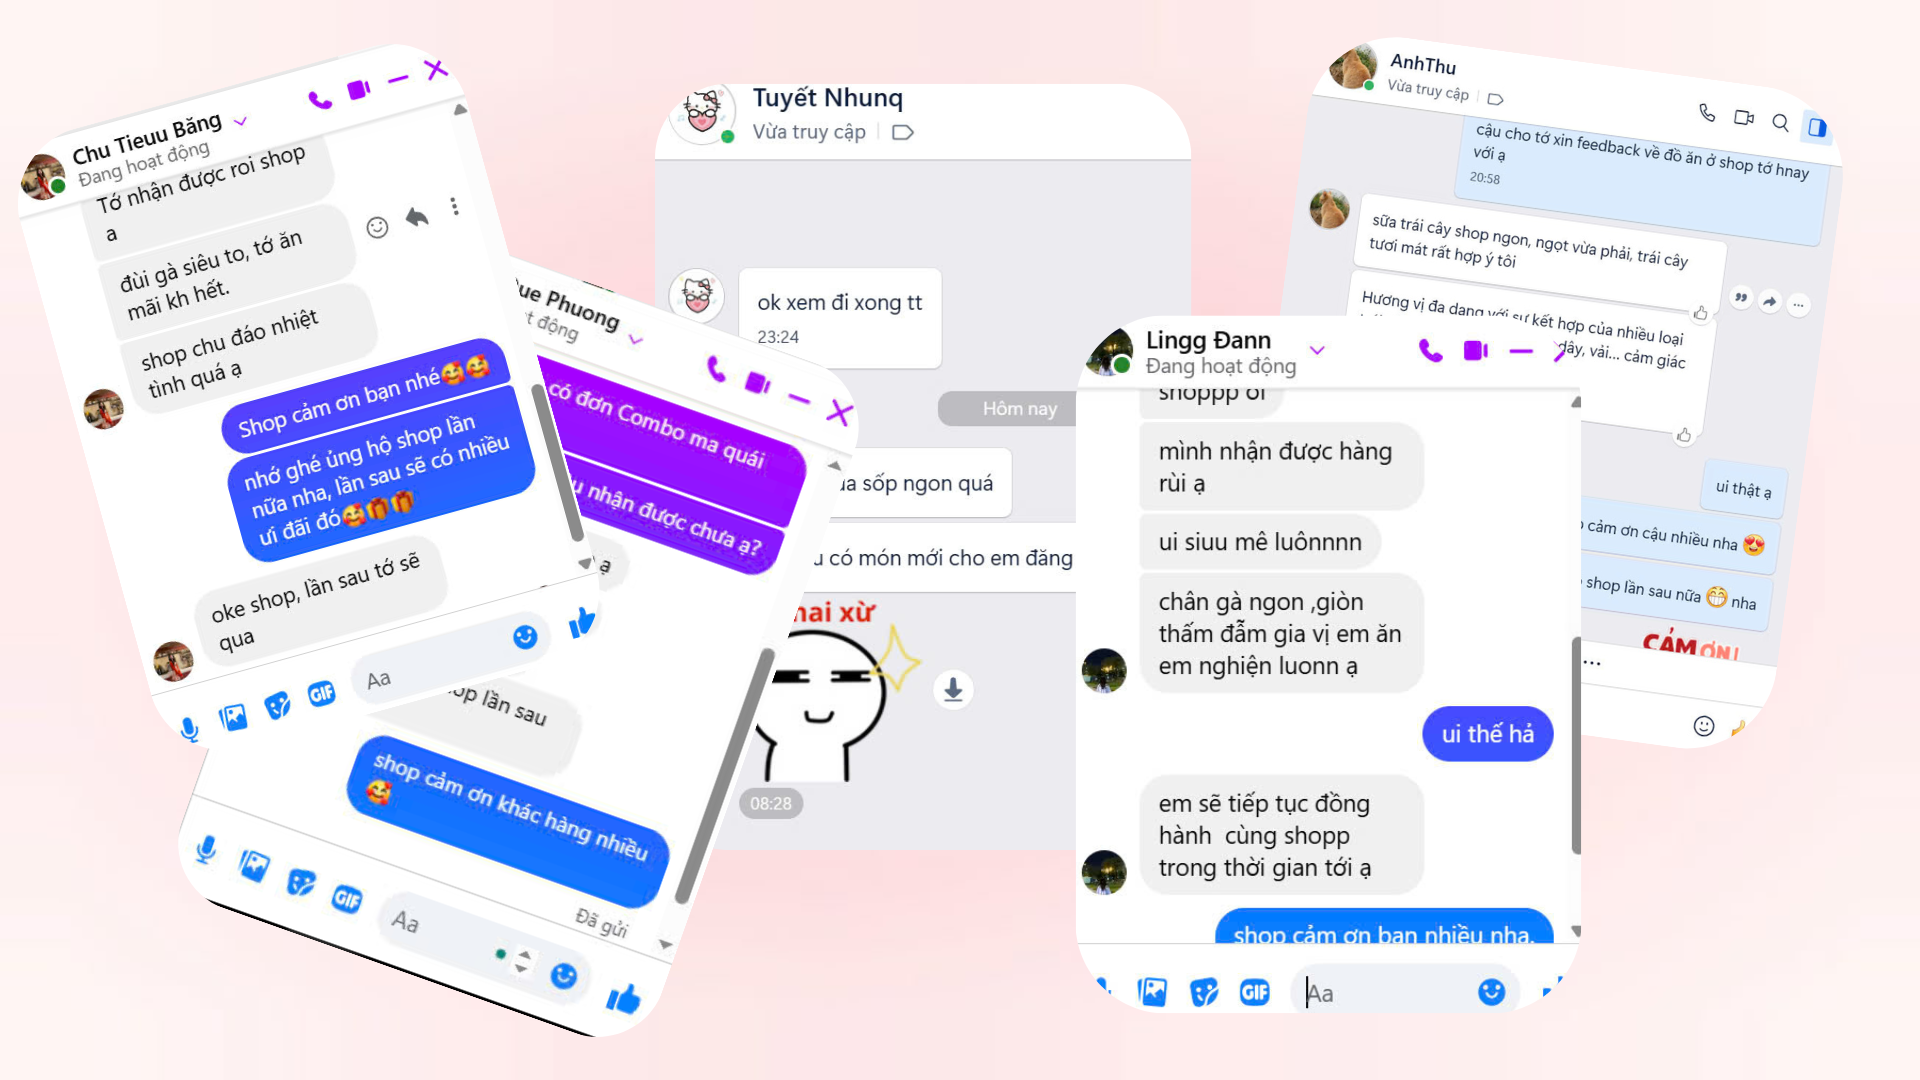 Chu Tieuu Băng
Đang hoạt động
Tớ nhận được roi shop
a
đùi gà siêu to, tớ ăn
mãi kh hết.
shop chu đáo nhiệt
tình quá ạ
Shop cảm ơn bạn nhé🥰🥰
nhớ ghé ủng hộ shop lần
nữa nha, lần sau sẽ có nhiều
ưi đãi đó🥰🎁🎁
oke shop, lần sau tớ sẽ
qua
GIF
Aa
ue Phuong
t động
có đơn Combo ma quái
u nhận được chưa ạ?
ạ
op lần sau
shop cảm ơn khác hàng nhiều
🥰
Đã gửi
GIF
Aa
Tuyết Nhung
Vừa truy cập
ok xem đi xong tt
23:24
Hôm nay
ủa sốp ngon quá
u có món mới cho em đăng
nai xừ
08:28
Lingg Đann
Đang hoạt động
shoppp ơi
mình nhận được hàng
rùi ạ
ui siuu mê luônnnn
chân gà ngon ,giòn
thấm đẫm gia vị em ăn
em nghiện luonn ạ
ui thế hả
em sẽ tiếp tục đồng
hành cùng shopp
trong thời gian tới ạ
shop cảm ơn bạn nhiều nha.
GIF
Aa
AnhThu
Vừa truy cập
cậu cho tớ xin feedback về đồ ăn ở shop tớ hnay
với ạ
20:58
sữa trái cây shop ngon, ngọt vừa phải, trái cây
tươi mát rất hợp ý tôi
Hương vị đa dạng với sự kết hợp của nhiều loại
dây, vải... cảm giác
ui thật ạ
cảm ơn cậu nhiều nha 😍
shop lần sau nữa 😁 nha
CẢM ƠN!